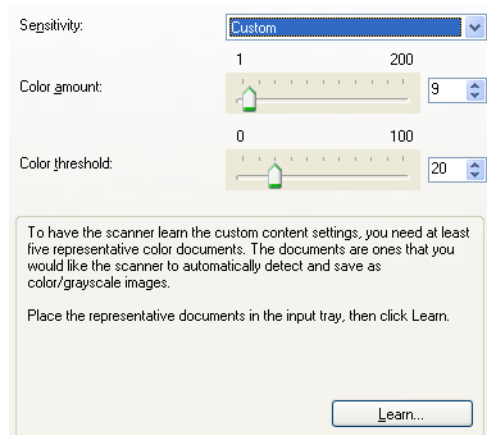 Sensitivity: Custom
1 200
Color amount: 9
0 100
Color threshold: 20
To have the scanner learn the custom content settings, you need at least
five representative color documents. The documents are ones that you
would like the scanner to automatically detect and save as
color/grayscale images.
Place the representative documents in the input tray, then click Learn.
Learn...